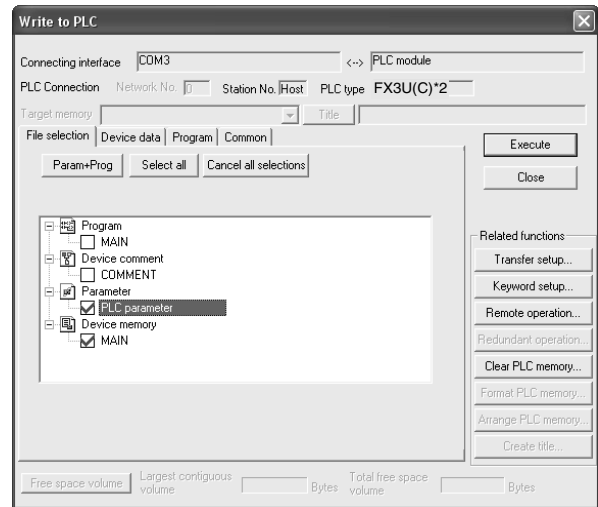 Write to PLC
Connecting interface COM3 <--> PLC module
PLC Connection Network No. 0 Station No. Host PLC type FX3U(C)*2
Target memory Title
File selection Device data Program Common
Execute
Param+Prog Select all Cancel all selections
Close
Program
MAIN
Device comment
COMMENT
Parameter
PLC parameter
Device memory
MAIN
Related functions
Transfer setup...
Keyword setup...
Remote operation...
Redundant operation...
Clear PLC memory...
Format PLC memory...
Arrange PLC memory...
Create title...
Free space volume Largest contiguous volume Bytes Total free space volume Bytes